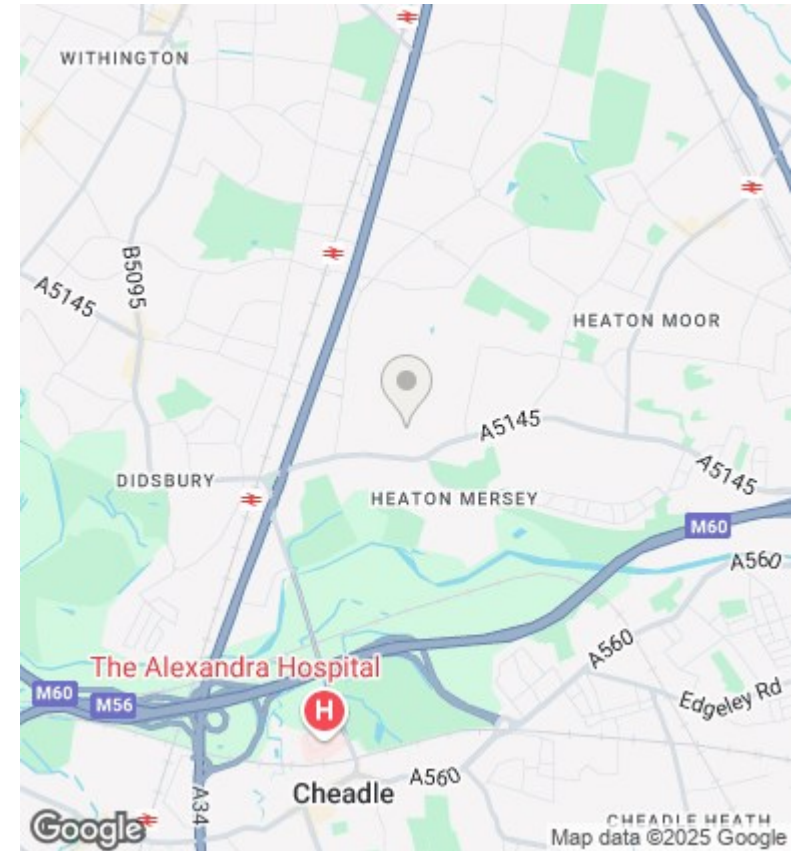 WITHINGTON
B5095
A5145
HEATON MOOR
A5145
DIDSBURY
HEATON MERSEY
A5145
M60
A560
The Alexandra Hospital
H
A560
M60
M56
Edgeley Rd
A34
Cheadle
A560
CHEADLE HEATH
Google
Map data ©2025 Google